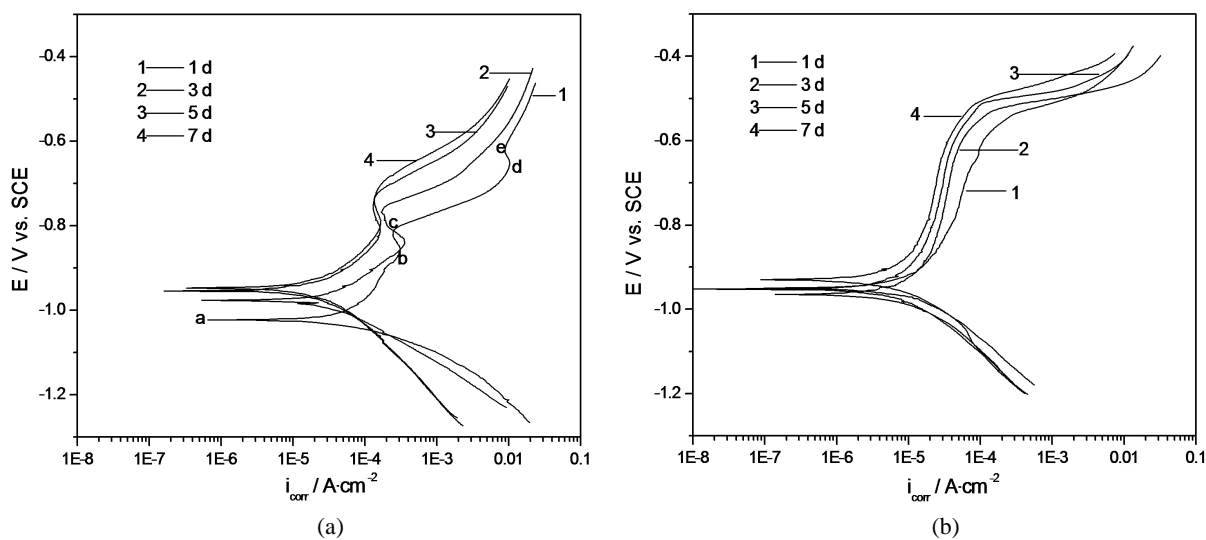 -0.4
-0.6
-0.8
-1.0
-1.2
E / V vs. SCE
1 — 1 d
2 — 3 d
3 — 5 d
4 — 7 d
2
1
3
4
e
d
c
b
a
1E-8 1E-7 1E-6 1E-5 1E-4 1E-3 0.01 0.1
i_corr / A·cm⁻²
(a)
-0.4
-0.6
-0.8
-1.0
-1.2
E / V vs. SCE
1 — 1 d
2 — 3 d
3 — 5 d
4 — 7 d
3
4
2
1
1E-8 1E-7 1E-6 1E-5 1E-4 1E-3 0.01 0.1
i_corr / A·cm⁻²
(b)